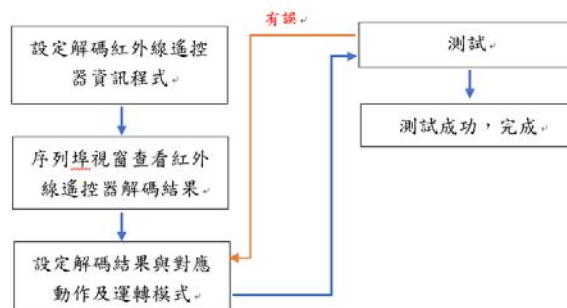 設定解碼紅外線遙控
器資訊程式
序列埠視窗查看紅外
線遙控器解碼結果
設定解碼結果與對應
動作及運轉模式
有誤
測試
測試成功，完成